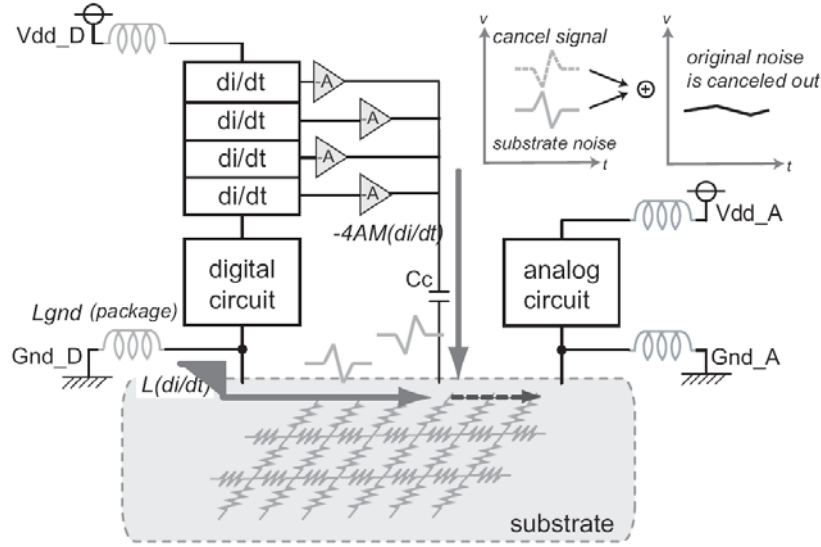 Vdd_D
di/dt
-A
di/dt
-A
di/dt
-A
di/dt
-A
-4AM(di/dt)
digital
circuit
Cc
Lgnd (package)
Gnd_D
L(di/dt)
v
cancel signal
substrate noise
t
v
original noise
is canceled out
t
Vdd_A
analog
circuit
Gnd_A
substrate